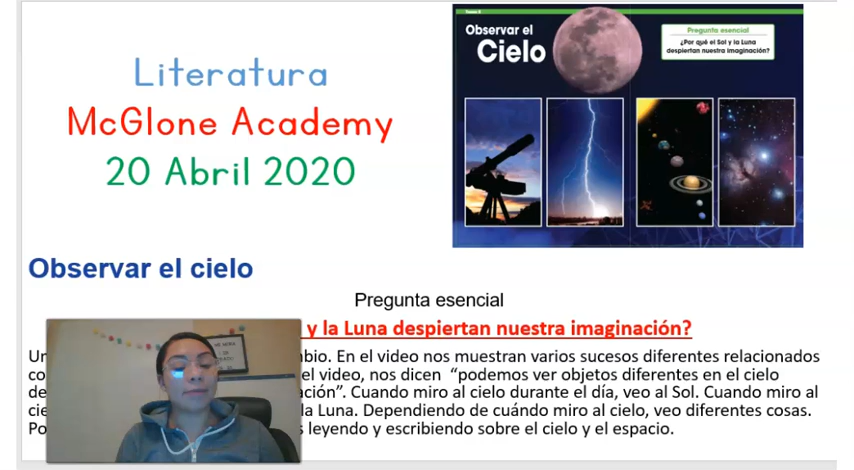 Literatura
McGlone Academy
20 Abril 2020
Observar el
Cielo
Pregunta esencial
¿Por qué el Sol y la Luna
despiertan nuestra imaginación?
Observar el cielo
Pregunta esencial
y la Luna despiertan nuestra imaginación?
Un
bio. En el video nos muestran varios sucesos diferentes relacionados
co
el video, nos dicen “podemos ver objetos diferentes en el cielo
de
ación”. Cuando miro al cielo durante el día, veo al Sol. Cuando miro al
cie
la Luna. Dependiendo de cuándo miro al cielo, veo diferentes cosas.
Po
s leyendo y escribiendo sobre el cielo y el espacio.